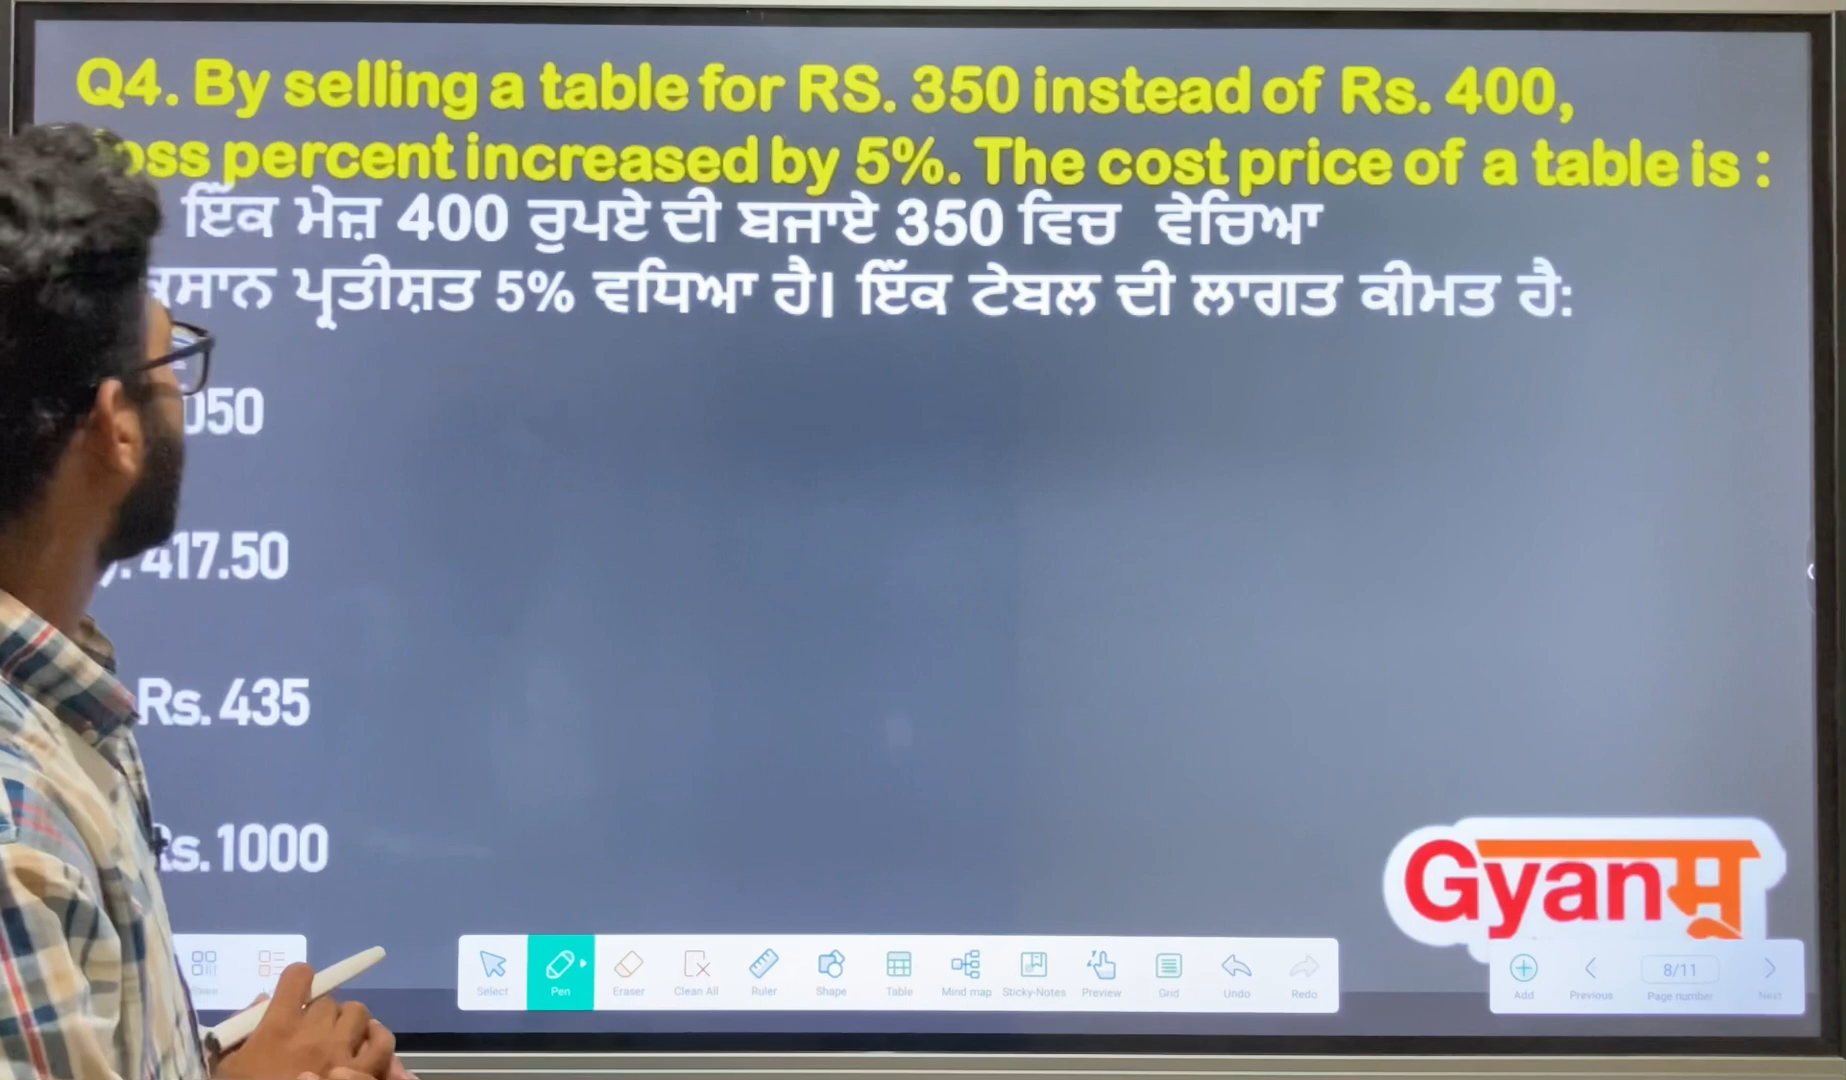 Q4. By selling a table for RS. 350 instead of Rs. 400,
percent increased by 5%. The cost price of a table is :
ਇੱਕ ਮੇਜ਼ 400 ਰੁਪਏ ਦੀ ਬਜਾਏ 350 ਵਿਚ ਵੇਚਿਆ
ਪ੍ਰਤੀਸ਼ਤ 5% ਵਧਿਆ ਹੈ। ਇੱਕ ਟੇਬਲ ਦੀ ਲਾਗਤ ਕੀਮਤ ਹੈ:
417.50
Rs. 435
Rs. 1000
Gyanਸੂ
Select Pen Eraser Clean All Ruler Shape Table Mind map Sticky-Notes Preview Grid Undo Redo
8/11
Add Previous Page number Next